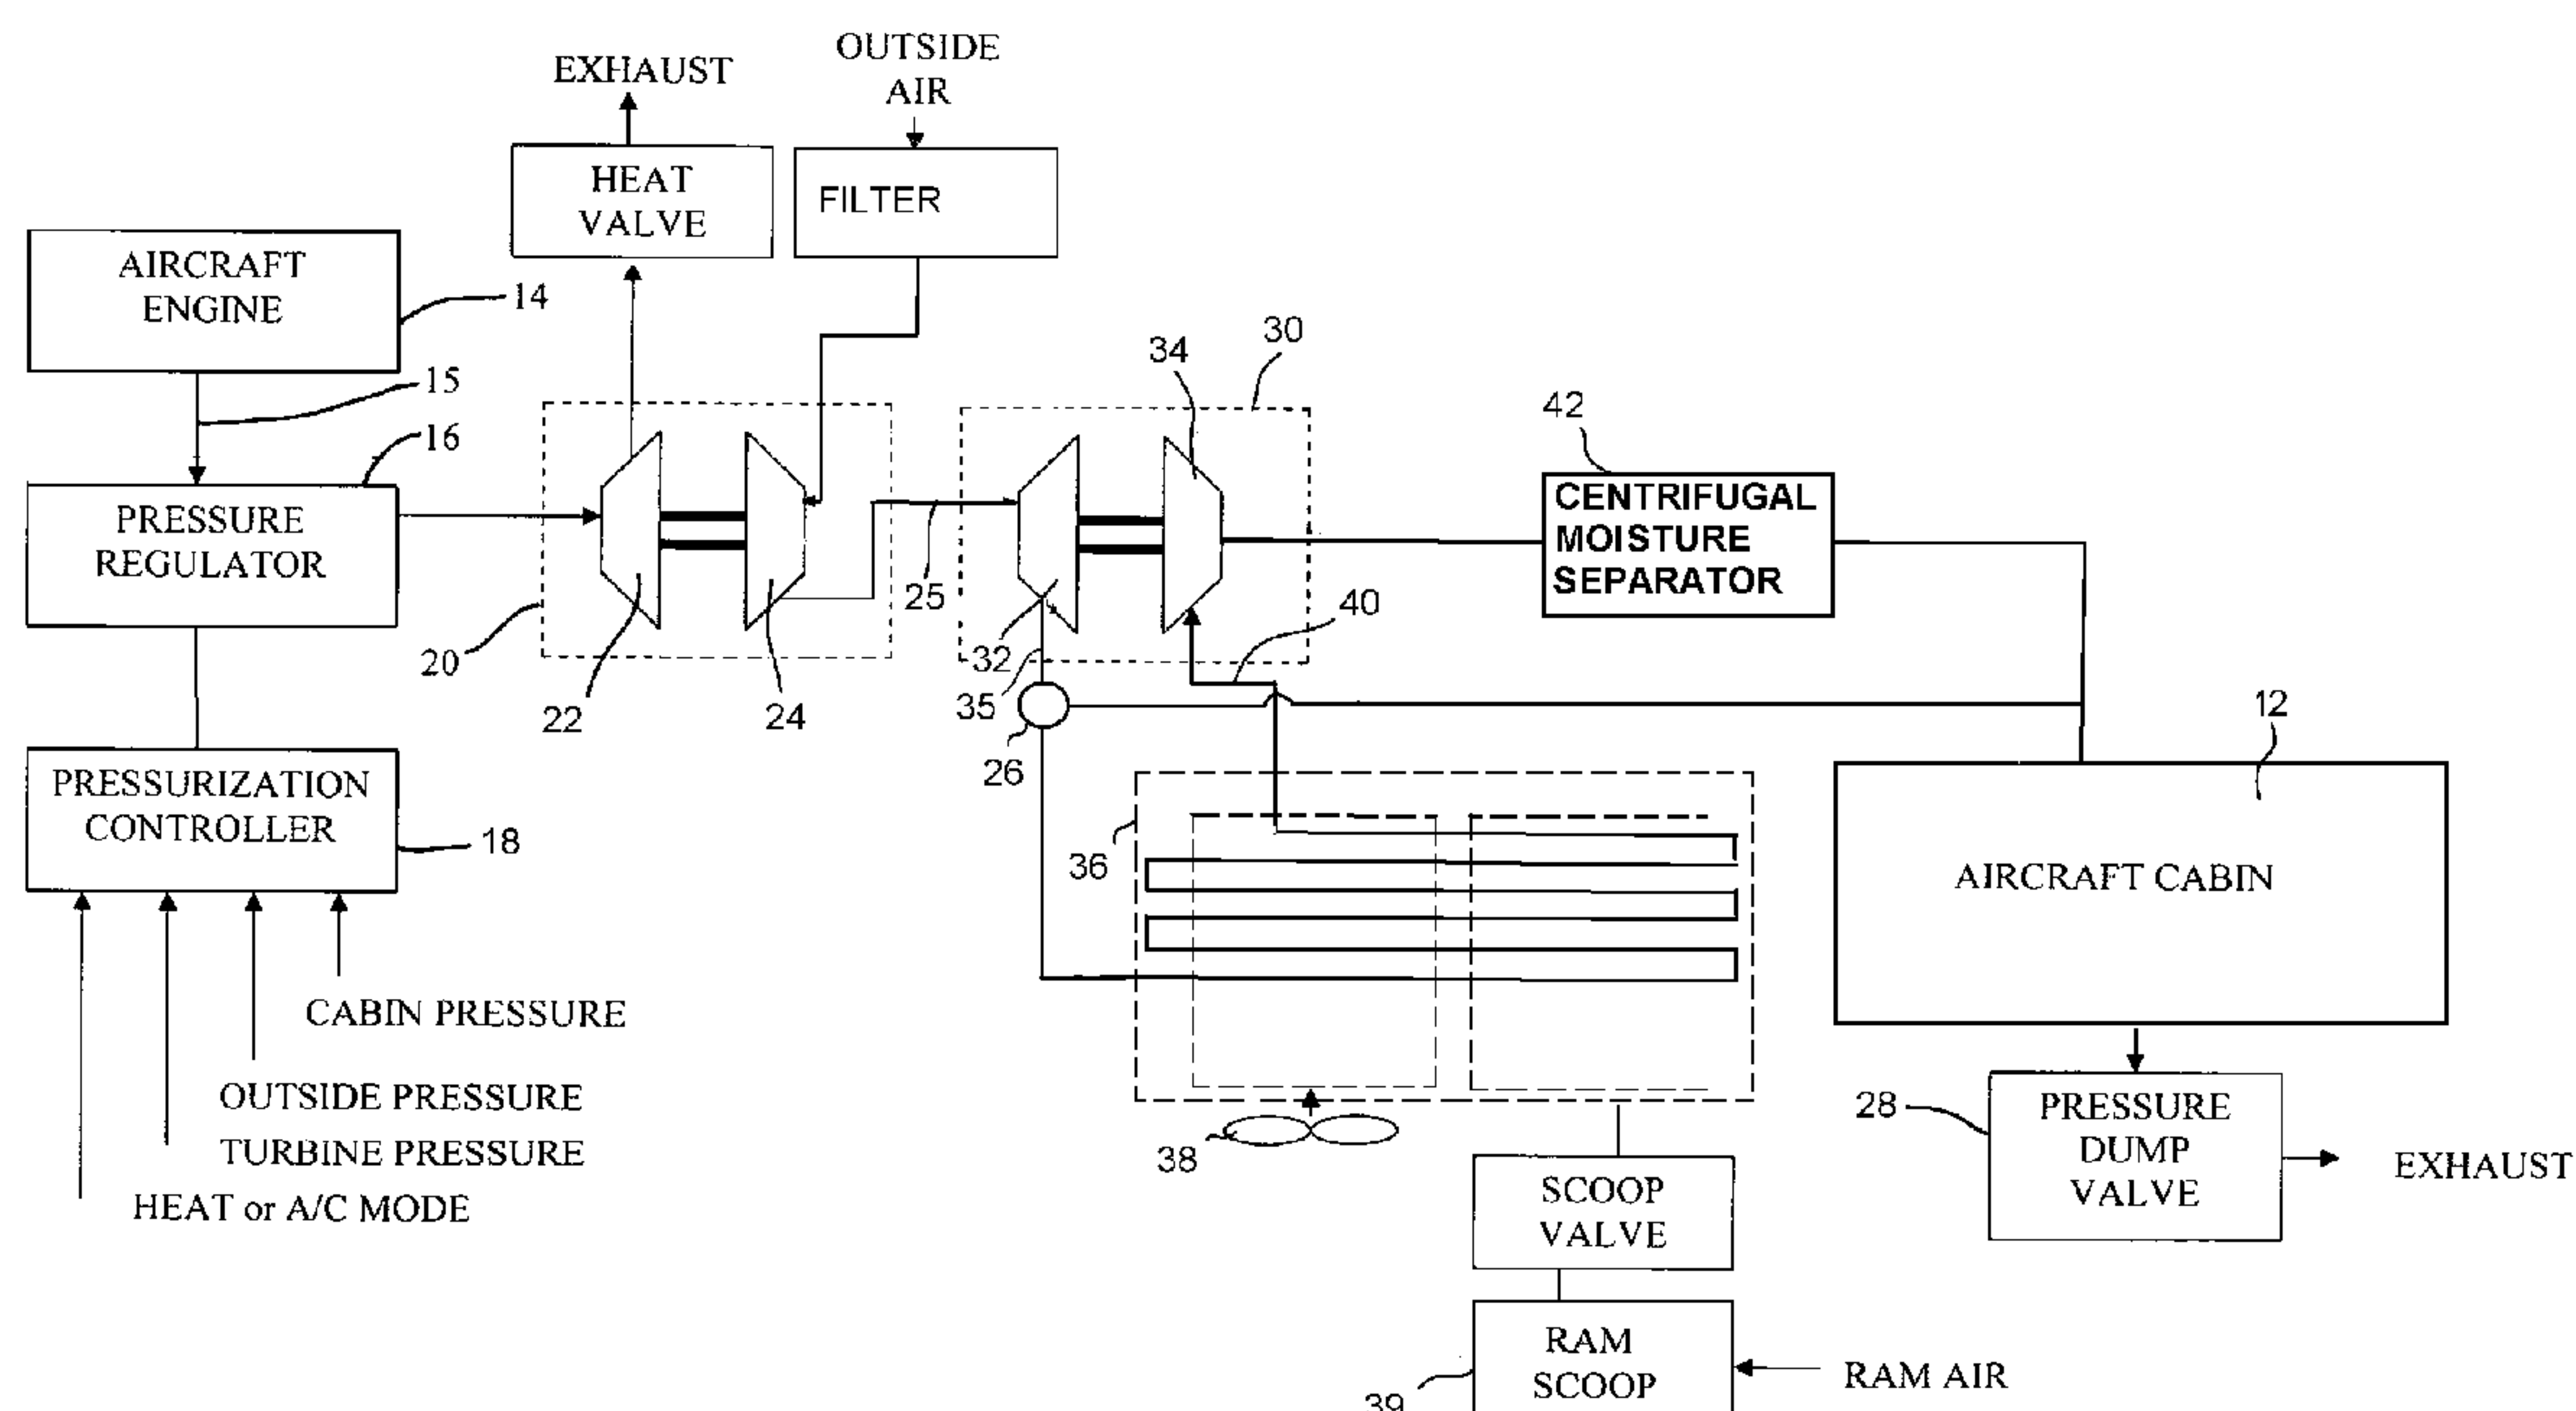 EXHAUST
OUTSIDE
AIR
HEAT
VALVE
FILTER
AIRCRAFT
ENGINE
14
15
16
PRESSURE
REGULATOR
30
34
42
CENTRIFUGAL
MOISTURE
SEPARATOR
25
40
20
32
35
22
24
26
12
PRESSURIZATION
CONTROLLER
18
36
AIRCRAFT CABIN
CABIN PRESSURE
OUTSIDE PRESSURE
TURBINE PRESSURE
HEAT or A/C MODE
38
28
PRESSURE
DUMP
VALVE
EXHAUST
SCOOP
VALVE
RAM
SCOOP
RAM AIR
39